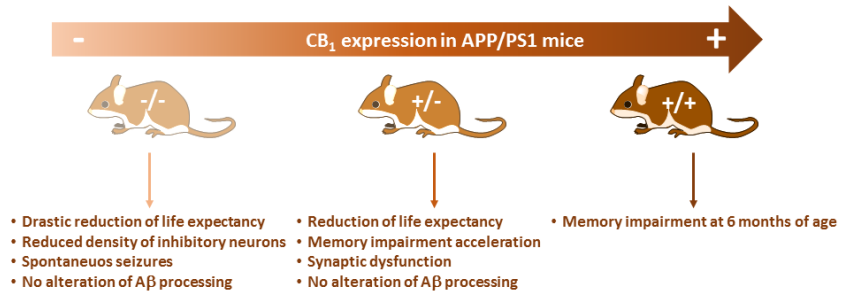 - CB₁ expression in APP/PS1 mice +
-/- +/- +/+
• Drastic reduction of life expectancy
• Reduced density of inhibitory neurons
• Spontaneuos seizures
• No alteration of Aβ processing
• Reduction of life expectancy
• Memory impairment acceleration
• Synaptic dysfunction
• No alteration of Aβ processing
• Memory impairment at 6 months of age